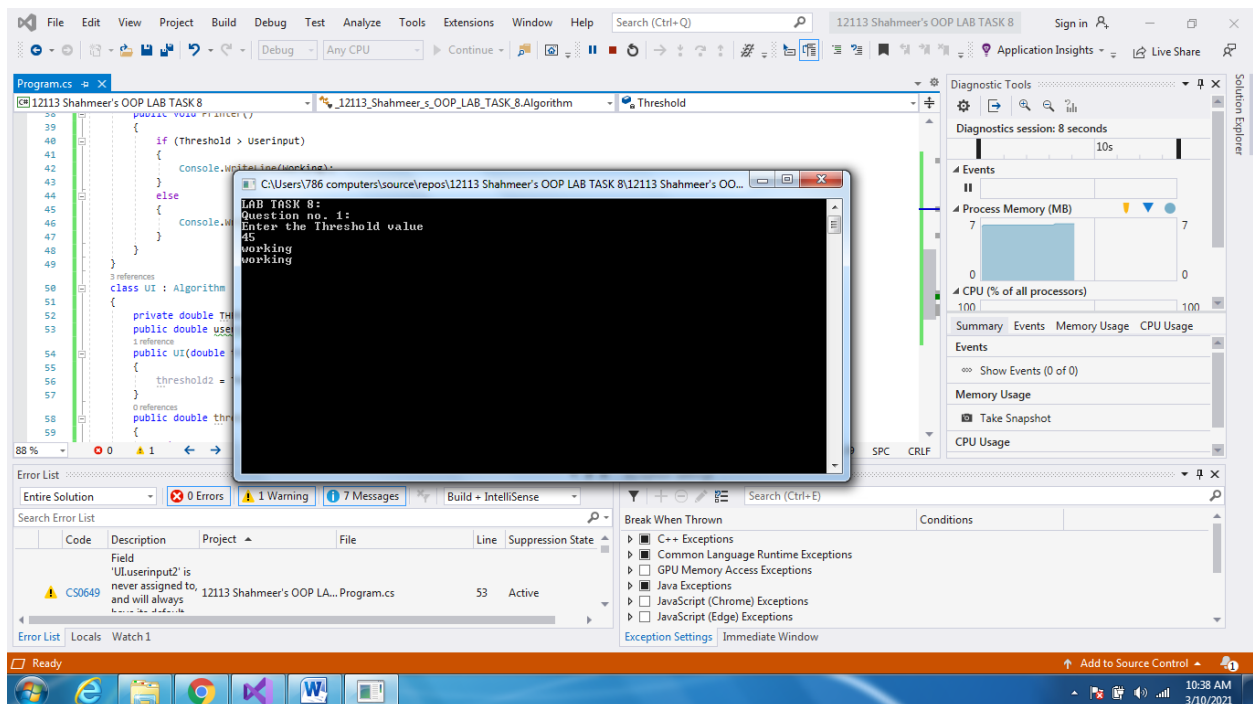 File Edit View Project Build Debug Test Analyze Tools Extensions Window Help Search (Ctrl+Q) 12113 Shahmeer's OOP LAB TASK 8 Sign in
Debug Any CPU Continue Application Insights Live Share
Program.cs
C# 12113 Shahmeer's OOP LAB TASK 8 _12113_Shahmeer_s_OOP_LAB_TASK_8.Algorithm Threshold
38 public void Printer()
39 {
40 if (Threshold > Userinput)
41 {
42 Console.WriteLine(Working);
43 }
44 else
45 {
46 Console.W
47 }
48 }
49 }
3 references
50 class UI : Algorithm
51 {
52 private double TH
53 public double use
1 reference
54 public UI(double
55 {
56 threshold2 =
57 }
0 references
58 public double thre
59 {
88 % 0 1 SPC CRLF
C:\Users\786 computers\source\repos\12113 Shahmeer's OOP LAB TASK 8\12113 Shahmeer's OO...
LAB TASK 8:
Question no. 1:
Enter the Threshold value
45
working
working
Diagnostic Tools
Diagnostics session: 8 seconds
10s
Events
Process Memory (MB)
7 7
0 0
CPU (% of all processors)
100 100
Summary Events Memory Usage CPU Usage
Events
Show Events (0 of 0)
Memory Usage
Take Snapshot
CPU Usage
Solution Explorer
Error List
Entire Solution 0 Errors 1 Warning 7 Messages Build + IntelliSense
Search Error List
Code Description Project File Line Suppression State
CS0649 Field 'UI.userinput2' is never assigned to, and will always have its default 12113 Shahmeer's OOP LA... Program.cs 53 Active
Error List Locals Watch 1
Search (Ctrl+E)
Break When Thrown Conditions
C++ Exceptions
Common Language Runtime Exceptions
GPU Memory Access Exceptions
Java Exceptions
JavaScript (Chrome) Exceptions
JavaScript (Edge) Exceptions
Exception Settings Immediate Window
Ready Add to Source Control 1
10:38 AM
3/10/2021